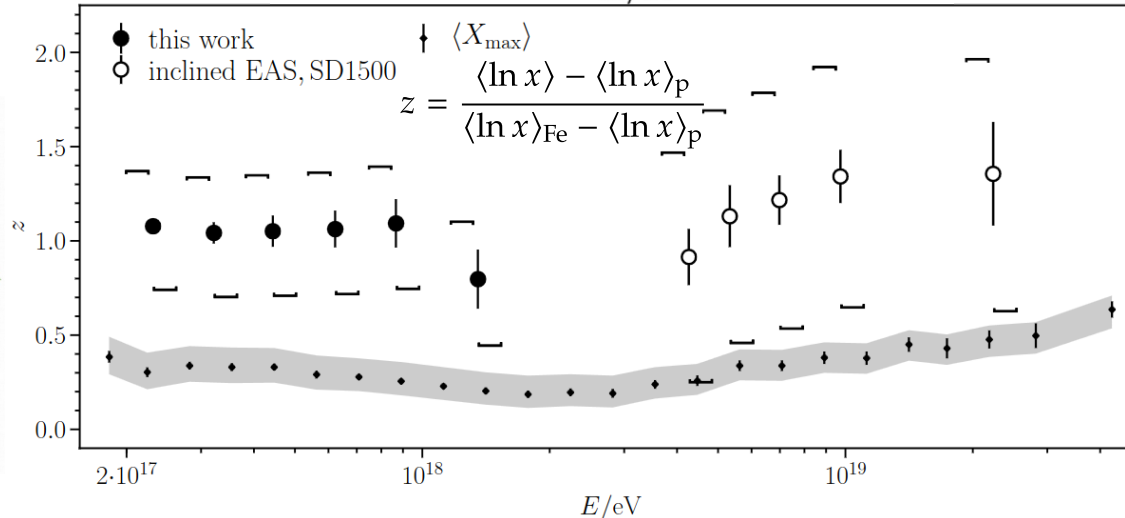 this work
⟨X_max⟩
inclined EAS, SD1500
z = (⟨ln x⟩ − ⟨ln x⟩_p) / (⟨ln x⟩_Fe − ⟨ln x⟩_p)
2.0
1.5
1.0
0.5
0.0
z
2·10^17
10^18
10^19
E/eV